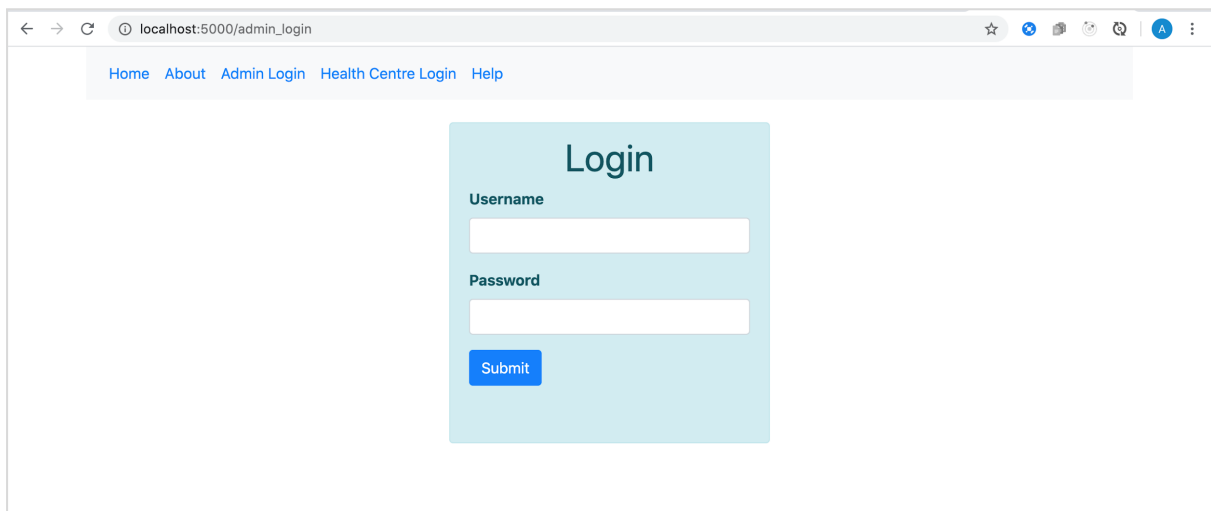 localhost:5000/admin_login
A
Home About Admin Login Health Centre Login Help
Login
Username
Password
Submit